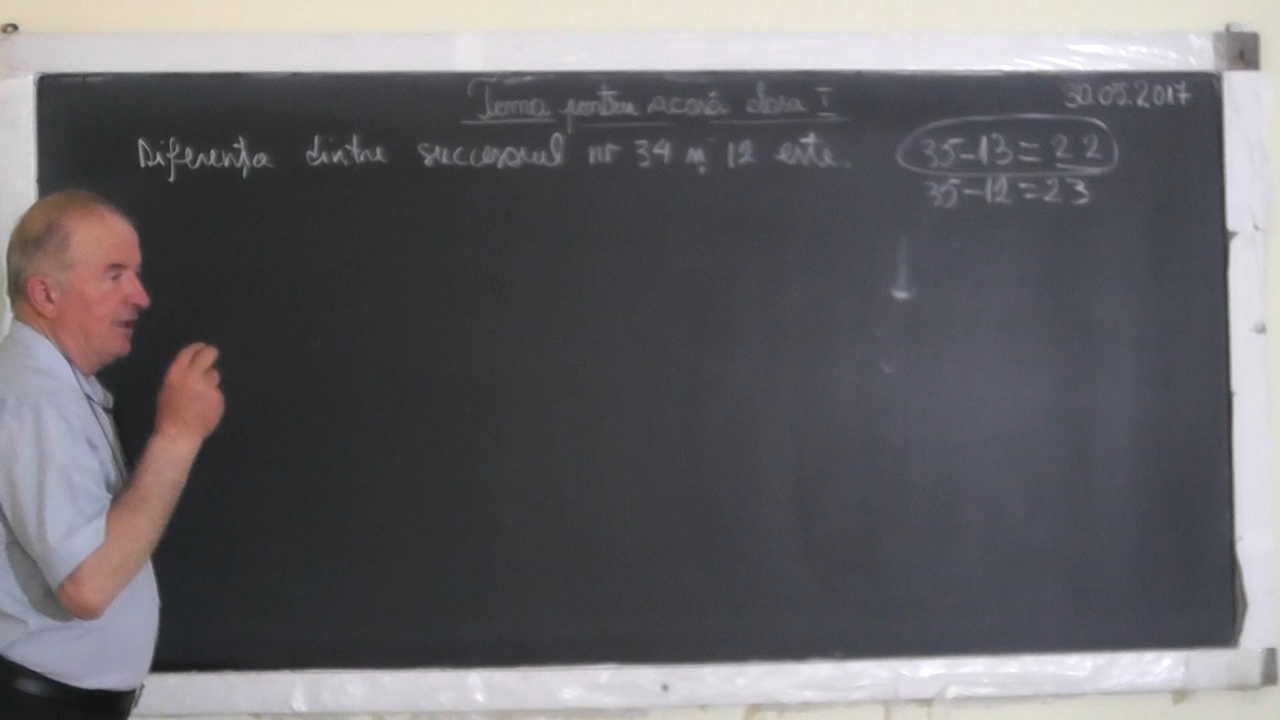 Tema pentru acasă clasa I
30.05.2017
Diferența dintre succesorul nr 34 și 12 este. 35-13=22
35-12=23